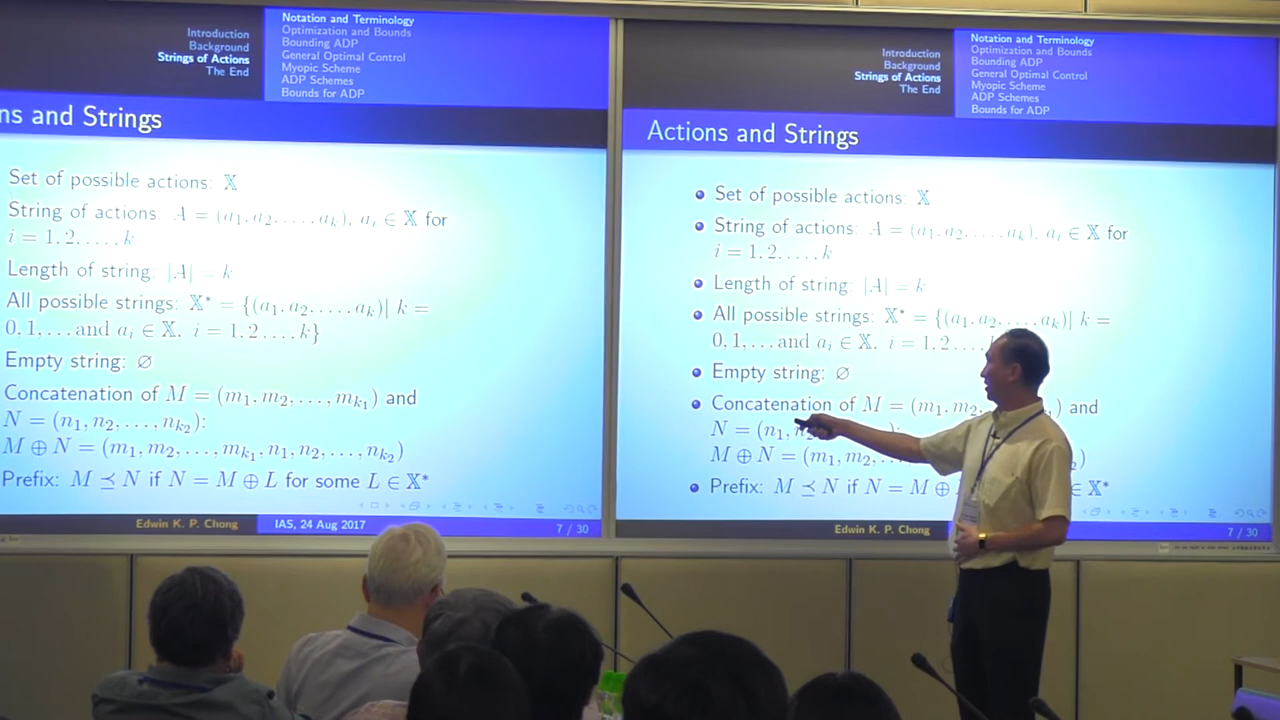 Introduction
Background
Strings of Actions
The End
Notation and Terminology
Optimization and Bounds
Bounding ADP
General Optimal Control
Myopic Scheme
ADP Schemes
Bounds for ADP
ns and Strings
Set of possible actions: 𝕏
String of actions: A = (a₁, a₂, . . . , aₖ), aᵢ ∈ 𝕏 for
i = 1, 2, . . . , k
Length of string: |A| = k
All possible strings: 𝕏* = {(a₁, a₂, . . . , aₖ)| k =
0, 1, . . . and aᵢ ∈ 𝕏, i = 1, 2, . . . , k}
Empty string: ∅
Concatenation of M = (m₁, m₂, . . . , mₖ₁) and
N = (n₁, n₂, . . . , nₖ₂):
M ⊕ N = (m₁, m₂, . . . , mₖ₁, n₁, n₂, . . . , nₖ₂)
Prefix: M ⪯ N if N = M ⊕ L for some L ∈ 𝕏*
Edwin K. P. Chong IAS, 24 Aug 2017 7 / 30
Introduction
Background
Strings of Actions
The End
Notation and Terminology
Optimization and Bounds
Bounding ADP
General Optimal Control
Myopic Scheme
ADP Schemes
Bounds for ADP
Actions and Strings
Set of possible actions: 𝕏
String of actions: A = (a₁, a₂, . . . , aₖ), aᵢ ∈ 𝕏 for
i = 1, 2, . . . , k
Length of string: |A| = k
All possible strings: 𝕏* = {(a₁, a₂, . . . , aₖ)| k =
0, 1, . . . and aᵢ ∈ 𝕏, i = 1, 2, . . .
Empty string: ∅
Concatenation of M = (m₁, m₂, ₁) and
N = (n₁, n₂ ):
M ⊕ N = (m₁, m₂, . . ₂)
Prefix: M ⪯ N if N = M ⊕ ∈ 𝕏*
Edwin K. P. Chong 7 / 30